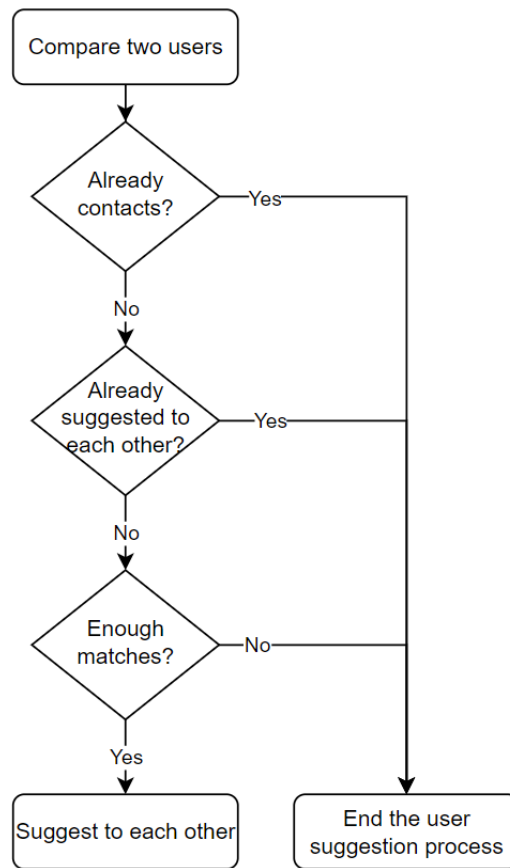 Compare two users
Already
contacts?
Yes
No
Already
suggested to
each other?
Yes
No
Enough
matches?
No
Yes
Suggest to each other
End the user
suggestion process